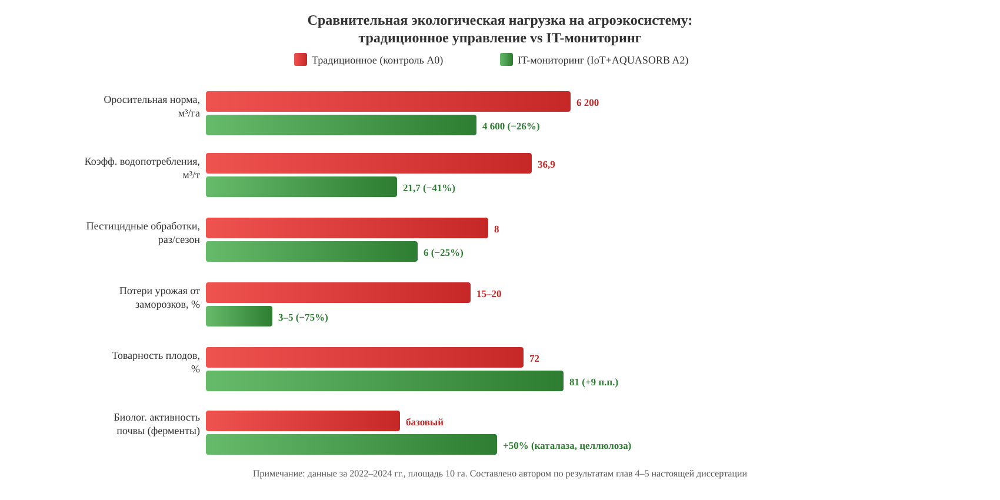 Сравнительная экологическая нагрузка на агроэкосистему:
традиционное управление vs IT-мониторинг
Традиционное (контроль А0)
IT-мониторинг (IoT+AQUASORB А2)
Оросительная норма,
м³/га
6 200
4 600 (−26%)
Коэфф. водопотребления,
м³/т
36,9
21,7 (−41%)
Пестицидные обработки,
раз/сезон
8
6 (−25%)
Потери урожая от
заморозков, %
15–20
3–5 (−75%)
Товарность плодов,
%
72
81 (+9 п.п.)
Биолог. активность
почвы (ферменты)
базовый
+50% (каталаза, целлюлоза)
Примечание: данные за 2022–2024 гг., площадь 10 га. Составлено автором по результатам глав 4–5 настоящей диссертации